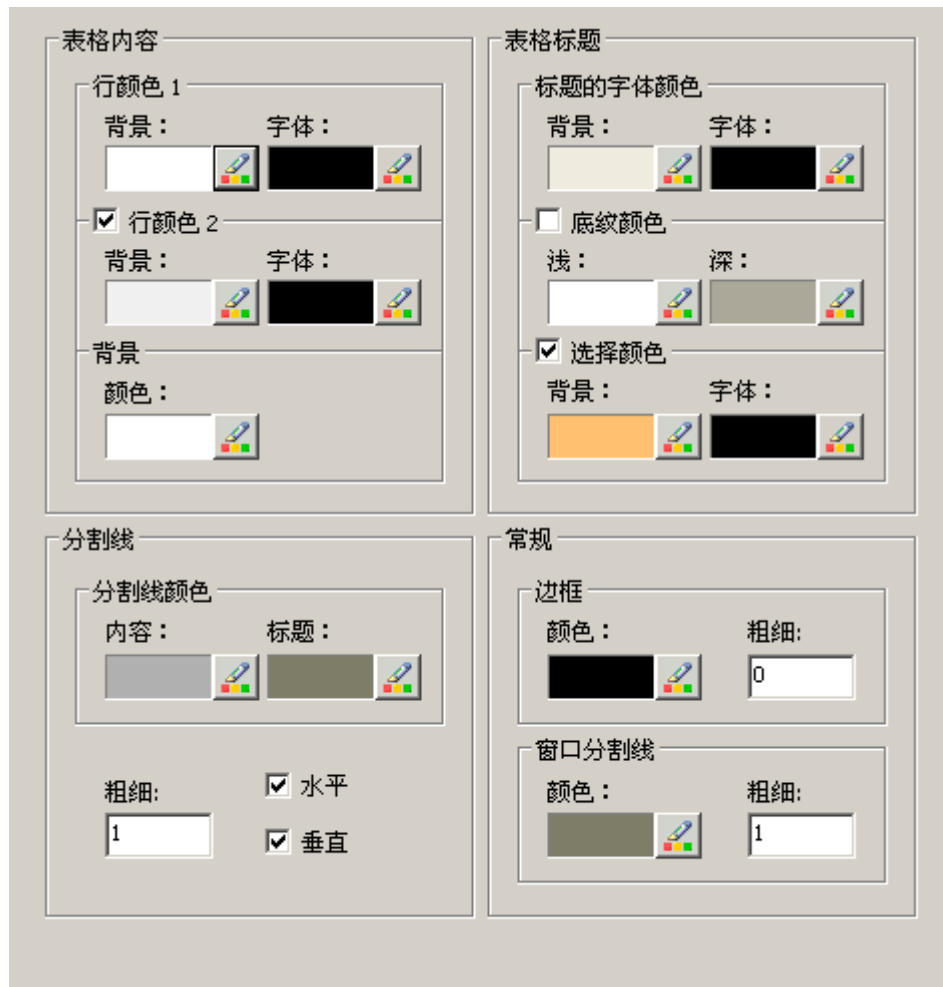 表格内容
行颜色 1
背景： 字体：
行颜色 2
背景： 字体：
背景
颜色：
表格标题
标题的字体颜色
背景： 字体：
底纹颜色
浅： 深：
选择颜色
背景： 字体：
分割线
分割线颜色
内容： 标题：
粗细: 水平
1
垂直
常规
边框
颜色： 粗细:
0
窗口分割线
颜色： 粗细:
1